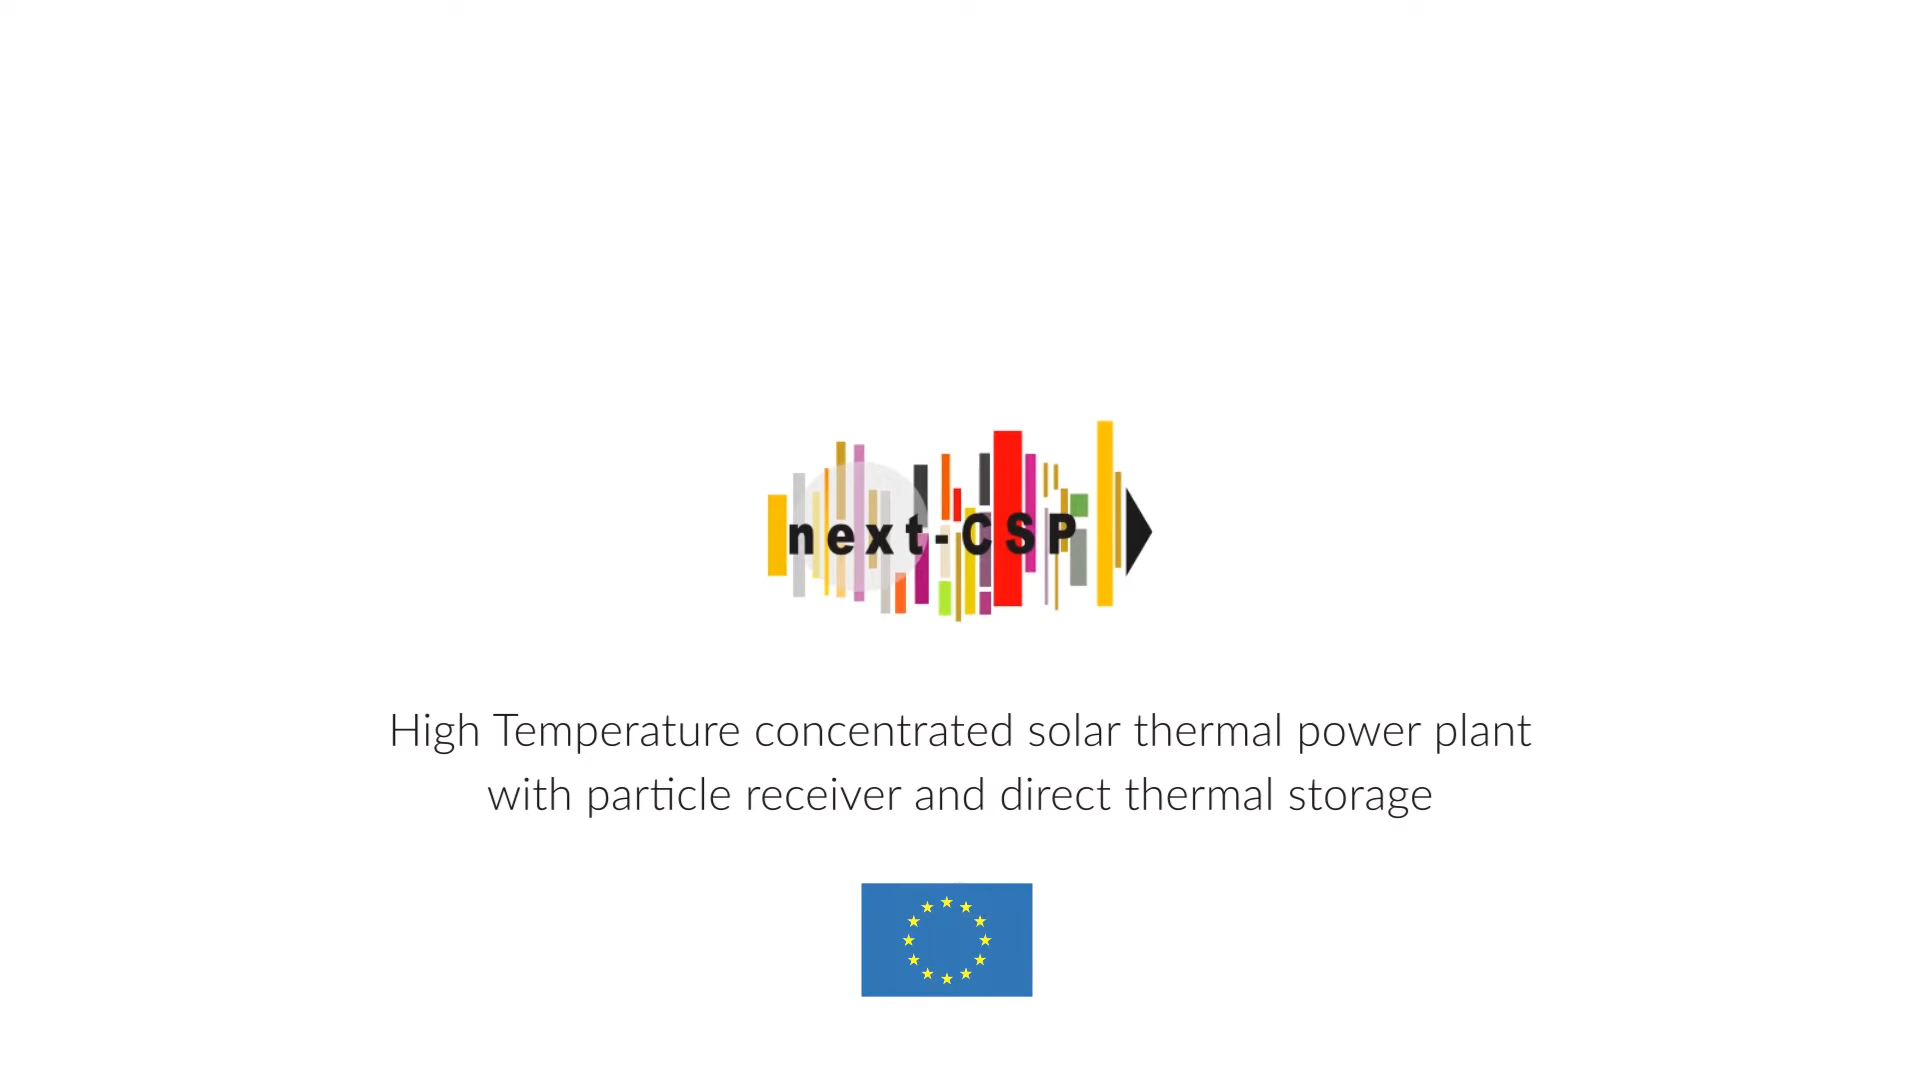 next-CSP
High Temperature concentrated solar thermal power plant
with particle receiver and direct thermal storage